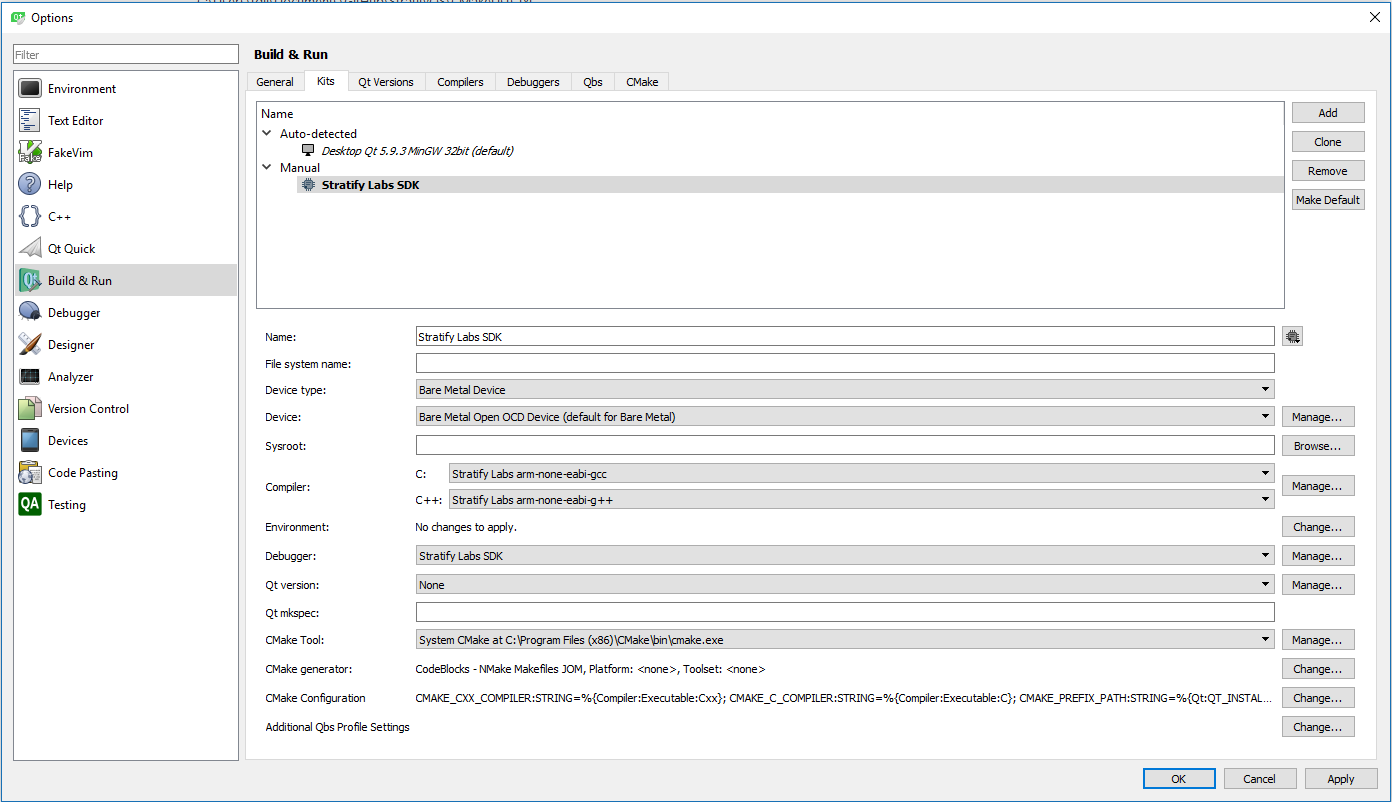 Options
Filter
Environment
Text Editor
FakeVim
Help
C++
Qt Quick
Build & Run
Debugger
Designer
Analyzer
Version Control
Devices
Code Pasting
QA Testing
Build & Run
General Kits Qt Versions Compilers Debuggers Qbs CMake
Name
Auto-detected
Desktop Qt 5.9.3 MinGW 32bit (default)
Manual
Stratify Labs SDK
Add
Clone
Remove
Make Default
Name: Stratify Labs SDK
File system name:
Device type: Bare Metal Device
Device: Bare Metal Open OCD Device (default for Bare Metal) Manage...
Sysroot: Browse...
Compiler: C: Stratify Labs arm-none-eabi-gcc Manage...
C++: Stratify Labs arm-none-eabi-g++
Environment: No changes to apply. Change...
Debugger: Stratify Labs SDK Manage...
Qt version: None Manage...
Qt mkspec:
CMake Tool: System CMake at C:\Program Files (x86)\CMake\bin\cmake.exe Manage...
CMake generator: CodeBlocks - NMake Makefiles JOM, Platform: <none>, Toolset: <none> Change...
CMake Configuration CMAKE_CXX_COMPILER:STRING=%{Compiler:Executable:Cxx}; CMAKE_C_COMPILER:STRING=%{Compiler:Executable:C}; CMAKE_PREFIX_PATH:STRING=%{Qt:QT_INSTAL... Change...
Additional Qbs Profile Settings Change...
OK Cancel Apply